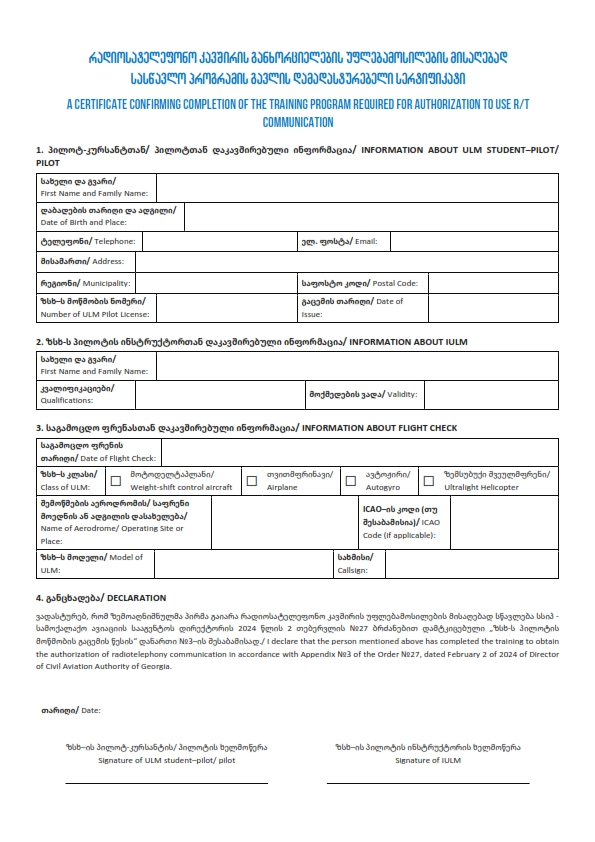 რადიოსატელეფონო კავშირის განხორციელების უფლებამოსილების მისაღებად
სასწავლო პროგრამის გავლის დამადასტურებელი სერტიფიკატი
A CERTIFICATE CONFIRMING COMPLETION OF THE TRAINING PROGRAM REQUIRED FOR AUTHORIZATION TO USE R/T
COMMUNICATION
1. პილოტ-კურსანტთან/ პილოტთან დაკავშირებული ინფორმაცია/ INFORMATION ABOUT ULM STUDENT–PILOT/
PILOT
სახელი და გვარი/
First Name and Family Name:
დაბადების თარიღი და ადგილი/
Date of Birth and Place:
ტელეფონი/ Telephone:
ელ. ფოსტა/ Email:
მისამართი/ Address:
რეგიონი/ Municipality:
საფოსტო კოდი/ Postal Code:
ზსხ–ს მოწმობის ნომერი/
Number of ULM Pilot License:
გაცემის თარიღი/ Date of
Issue:
2. ზსხ–ს პილოტის ინსტრუქტორთან დაკავშირებული ინფორმაცია/ INFORMATION ABOUT IULM
სახელი და გვარი/
First Name and Family Name:
კვალიფიკაციები/
Qualifications:
მოქმედების ვადა/ Validity:
3. საგამოცდო ფრენასთან დაკავშირებული ინფორმაცია/ INFORMATION ABOUT FLIGHT CHECK
საგამოცდო ფრენის
თარიღი/ Date of Flight Check:
ზსხ–ს კლასი/
Class of ULM:
მოტოდელტაპლანი/
Weight-shift control aircraft
თვითმფრინავი/
Airplane
ავტოჟირი/
Autogyro
ზემსუბუქი შვეულმფრენი/
Ultralight Helicopter
შემოწმების აეროდრომის/ საფრენი
მოედნის ან ადგილის დასახელება/
Name of Aerodrome/ Operating Site or
Place:
ICAO–ის კოდი (თუ
შესაბამისია)/ ICAO
Code (if applicable):
ზსხ–ს მოდელი/ Model of
ULM:
სახმისი/
Callsign:
4. განცხადება/ DECLARATION
ვადასტურებ, რომ ზემოაღნიშნულმა პირმა გაიარა რადიოსატელეფონო კავშირის უფლებამოსილების მისაღებად სწავლება სსიპ -
სამოქალაქო ავიაციის სააგენტოს დირექტორის 2024 წლის 2 თებერვლის №27 ბრძანებით დამტკიცებული „ზსხ-ს პილოტის
მოწმობის გაცემის წესის“ დანართი №3–ის შესაბამისად./ I declare that the person mentioned above has completed the training to obtain
the authorization of radiotelephony communication in accordance with Appendix №3 of the Order №27, dated February 2 of 2024 of Director
of Civil Aviation Authority of Georgia.
თარიღი/ Date:
ზსხ–ის პილოტ-კურსანტის/ პილოტის ხელმოწერა
Signature of ULM student–pilot/ pilot
ზსხ–ის პილოტის ინსტრუქტორის ხელმოწერა
Signature of IULM